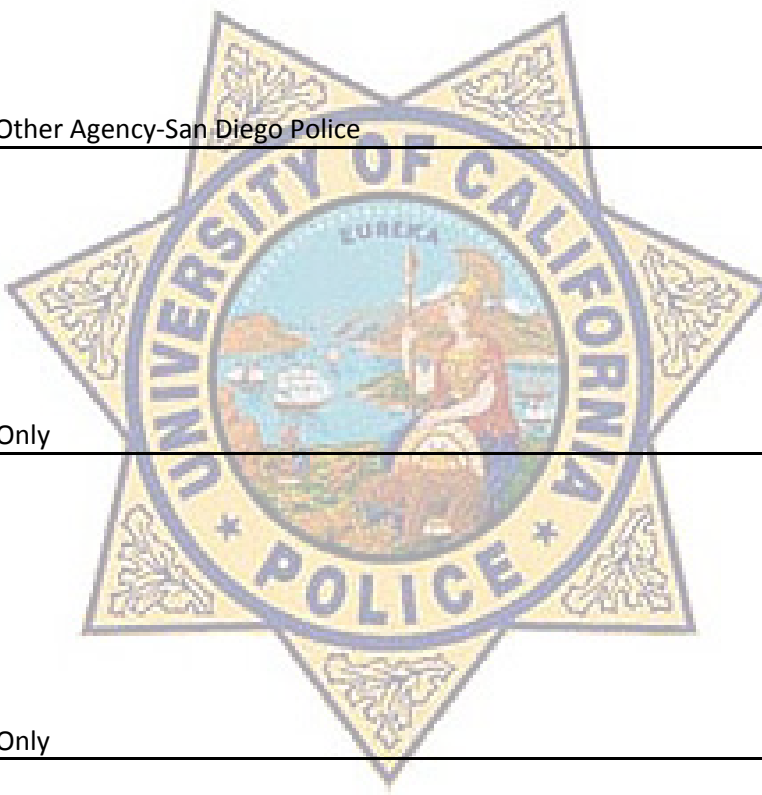 Other Agency-San Diego Police
UNIVERSITY OF CALIFORNIA
EUREKA
Only
POLICE
Only